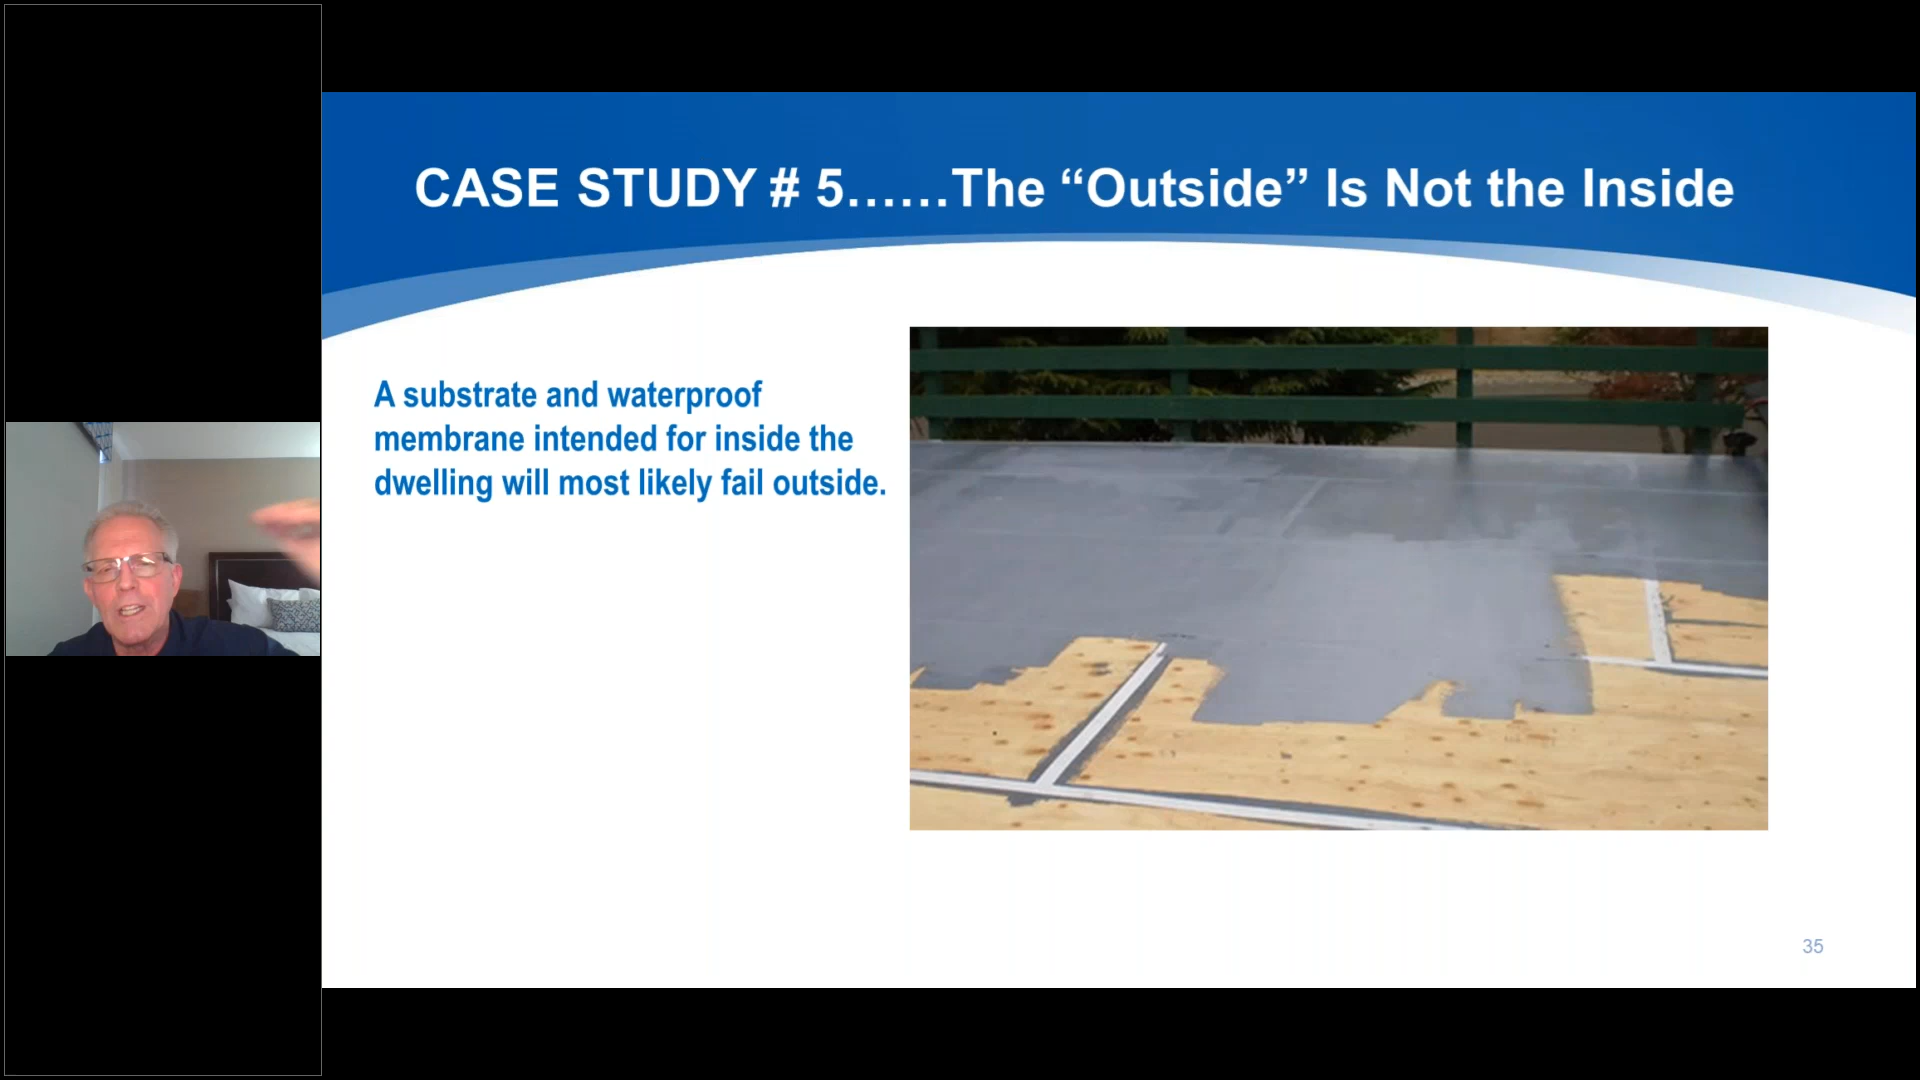 CASE STUDY # 5......The “Outside” Is Not the Inside
A substrate and waterproof
membrane intended for inside the
dwelling will most likely fail outside.
35